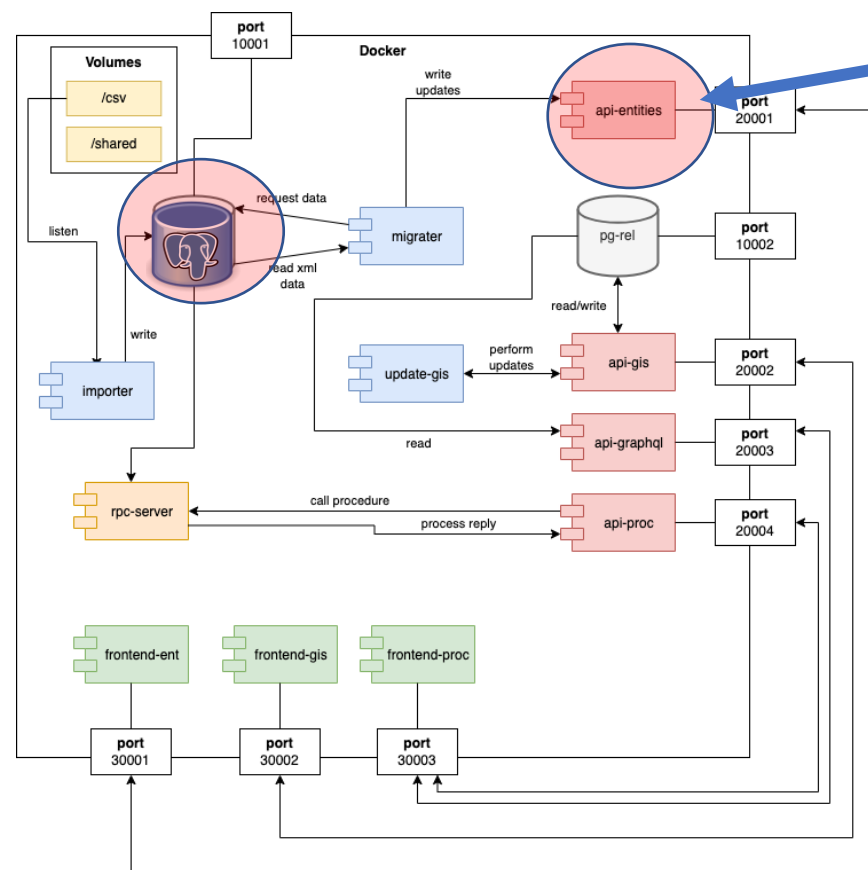 port
10001
Docker
Volumes
/csv
/shared
write
updates
api-entities
port
20001
request data
migrater
read xml
data
pg-rel
port
10002
listen
write
read/write
importer
update-gis
perform
updates
api-gis
port
20002
read
api-graphql
port
20003
rpc-server
call procedure
process reply
api-proc
port
20004
frontend-ent
frontend-gis
frontend-proc
port
30001
port
30002
port
30003